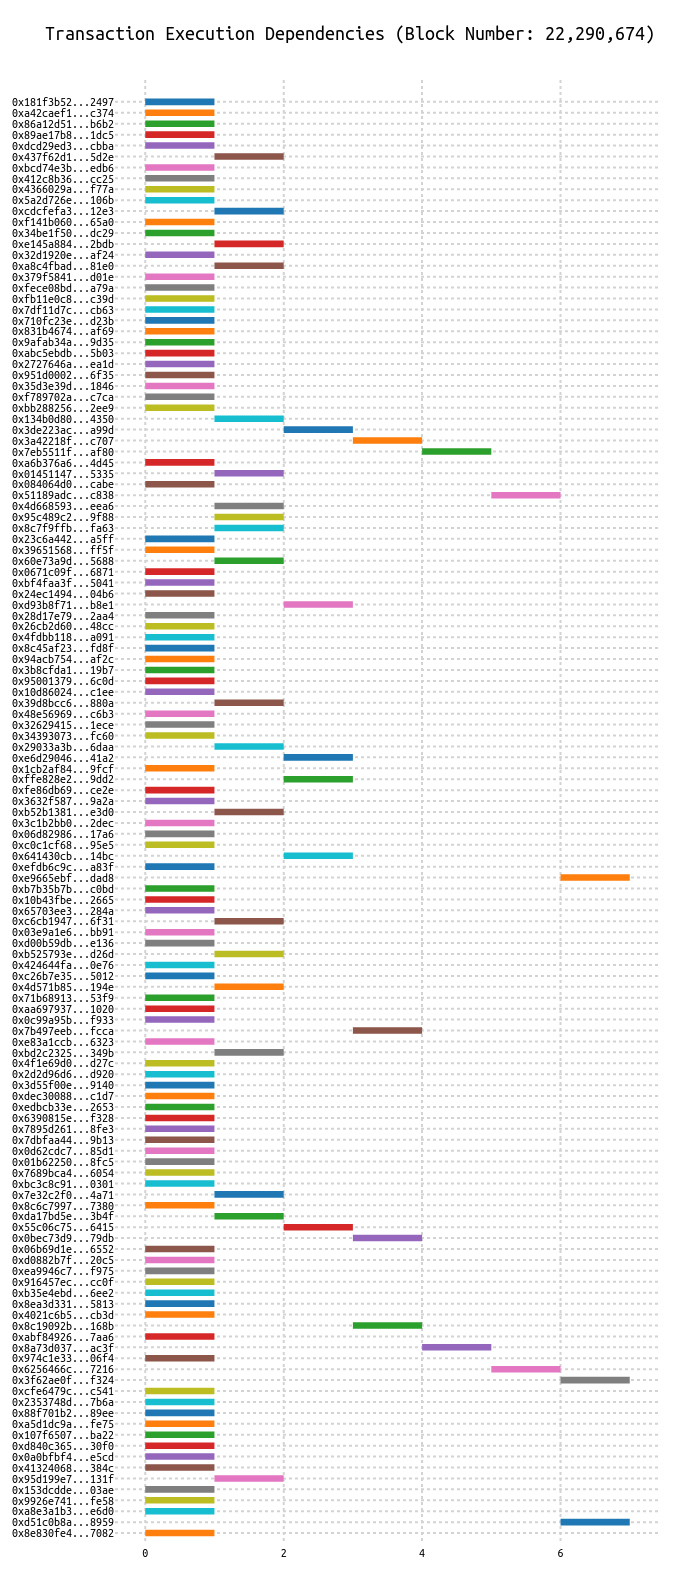 Transaction Execution Dependencies (Block Number: 22,290,674)
0x181f3b52...2497
0xa42caef1...c374
0x86a12d51...b6b2
0x89ae17b8...1dc5
0xdcd29ed3...cbba
0x437f62d1...5d2e
0xbcd74e3b...edb6
0x412c8b36...cc25
0x4366029a...f77a
0x5a2d726e...106b
0xcdcfefa3...12e3
0xf141b060...65a0
0x34be1f50...dc29
0xe145a884...2bdb
0x32d1920e...af24
0xa8c4fbad...81e0
0x379f5841...d01e
0xfece08bd...a79a
0xfb11e0c8...c39d
0x7df11d7c...cb63
0x710fc23e...d23b
0x831b4674...af69
0x9afab34a...9d35
0xabc5ebdb...5b03
0x2727646a...ea1d
0x951d0002...6f35
0x35d3e39d...1846
0xf789702a...c7ca
0xbb288256...2ee9
0x134b0d80...4350
0x3de223ac...a99d
0x3a42218f...c707
0x7eb5511f...af80
0xa6b376a6...4d45
0x01451147...5335
0x084064d0...cabe
0x51189adc...c838
0x4d668593...eea6
0x95c489c2...9f88
0x8c7f9ffb...fa63
0x23c6a442...a5ff
0x39651568...ff5f
0x60e73a9d...5688
0x0671c09f...6871
0xbf4faa3f...5041
0x24ec1494...04b6
0xd93b8f71...b8e1
0x28d17e79...2aa4
0x26cb2d60...48cc
0x4fdbb118...a091
0x8c45af23...fd8f
0x94acb754...af2c
0x3b8cfda1...19b7
0x95001379...6c0d
0x10d86024...c1ee
0x39d8bcc6...880a
0x48e56969...c6b3
0x32629415...1ece
0x34393073...fc60
0x29033a3b...6daa
0xe6d29046...41a2
0x1cb2af84...9fcf
0xffe828e2...9dd2
0xfe86db69...ce2e
0x3632f587...9a2a
0xb52b1381...e3d0
0x3c1b2bb0...2dec
0x06d82986...17a6
0xc0c1cf68...95e5
0x641430cb...14bc
0xefdb6c9c...a83f
0xe9665ebf...dad8
0xb7b35b7b...c0bd
0x10b43fbe...2665
0x65703ee3...284a
0xc6cb1947...6f31
0x03e9a1e6...bb91
0xd00b59db...e136
0xb525793e...d26d
0x424644fa...0e76
0xc26b7e35...5012
0x4d571b85...194e
0x71b68913...53f9
0xaa697937...1020
0x0c99a95b...f933
0x7b497eeb...fcca
0xe83a1ccb...6323
0xbd2c2325...349b
0x4f1e69d0...d27c
0x2d2d96d6...d920
0x3d55f00e...9140
0xdec30088...c1d7
0xedbcb33e...2653
0x6390815e...f328
0x7895d261...8fe3
0x7dbfaa44...9b13
0x0d62cdc7...85d1
0x01b62250...8fc5
0x7689bca4...6054
0xbc3c8c91...0301
0x7e32c2f0...4a71
0x8c6c7997...7380
0xda17bd5e...3b4f
0x55c06c75...6415
0x0bec73d9...79db
0x06b69d1e...6552
0xd0882b7f...20c5
0xea9946c7...f975
0x916457ec...cc0f
0xb35e4ebd...6ee2
0x8ea3d331...5813
0x4021c6b5...cb3d
0x8c19092b...168b
0xabf84926...7aa6
0x8a73d037...ac3f
0x974c1e33...06f4
0x6256466c...7216
0x3f62ae0f...f324
0xcfe6479c...c541
0x2353748d...7b6a
0x88f701b2...89ee
0xa5d1dc9a...fe75
0x107f6507...ba22
0xd840c365...30f0
0x0a0bfbf4...e5cd
0x41324068...384c
0x95d199e7...131f
0x153dcdde...03ae
0x9926e741...fe58
0xa8e3a1b3...e6d0
0xd51c0b8a...8959
0x8e830fe4...7082
0 2 4 6